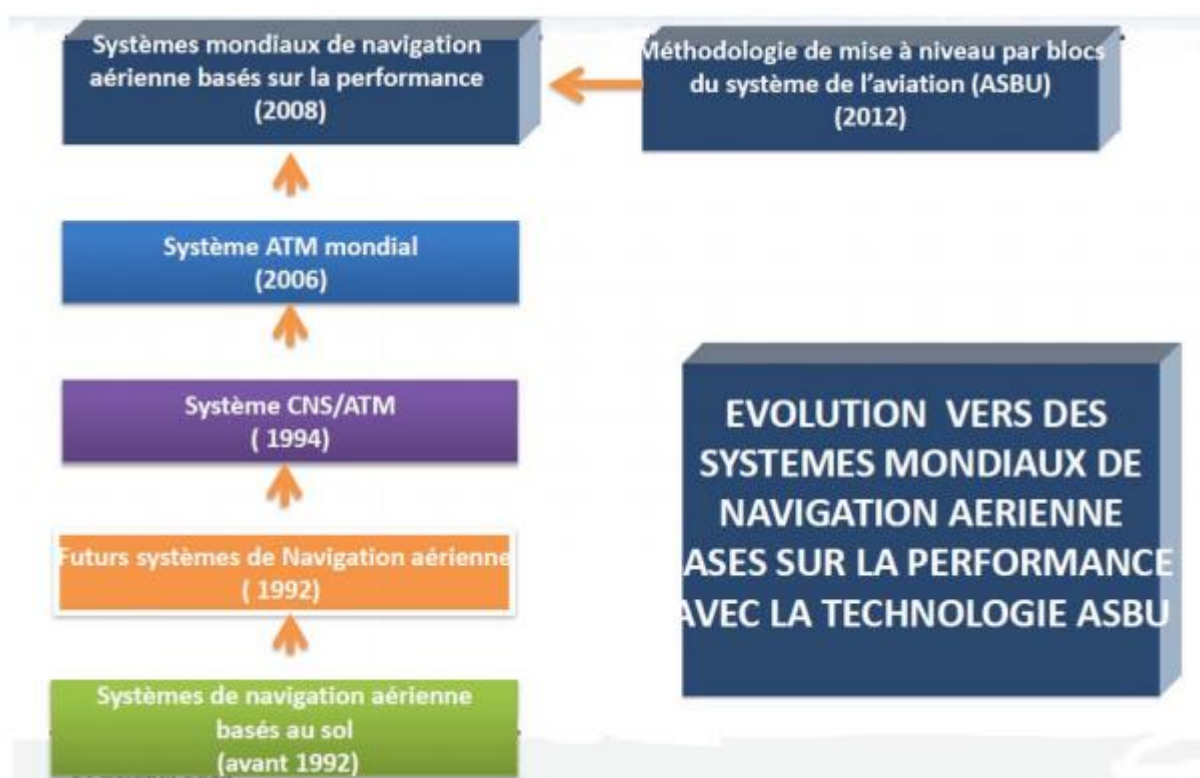 Systèmes mondiaux de navigation
aérienne basés sur la performance
(2008)
Méthodologie de mise à niveau par blocs
du système de l'aviation (ASBU)
(2012)
Système ATM mondial
(2006)
Système CNS/ATM
( 1994)
Futurs systèmes de Navigation aérienne
( 1992)
Systèmes de navigation aérienne
basés au sol
(avant 1992)
EVOLUTION VERS DES
SYSTEMES MONDIAUX DE
NAVIGATION AERIENNE
ASES SUR LA PERFORMANCE
AVEC LA TECHNOLOGIE ASBU